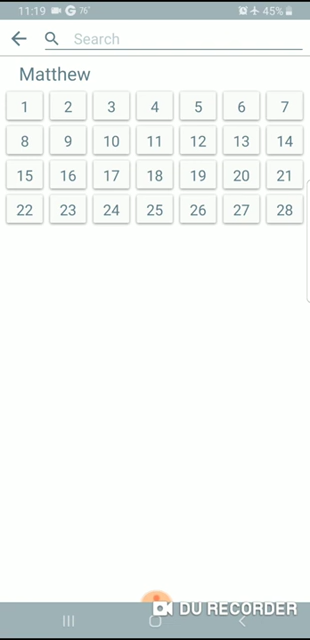 11:19 G 76° 45%
Search
Matthew
1 2 3 4 5 6 7
8 9 10 11 12 13 14
15 16 17 18 19 20 21
22 23 24 25 26 27 28
DU RECORDER